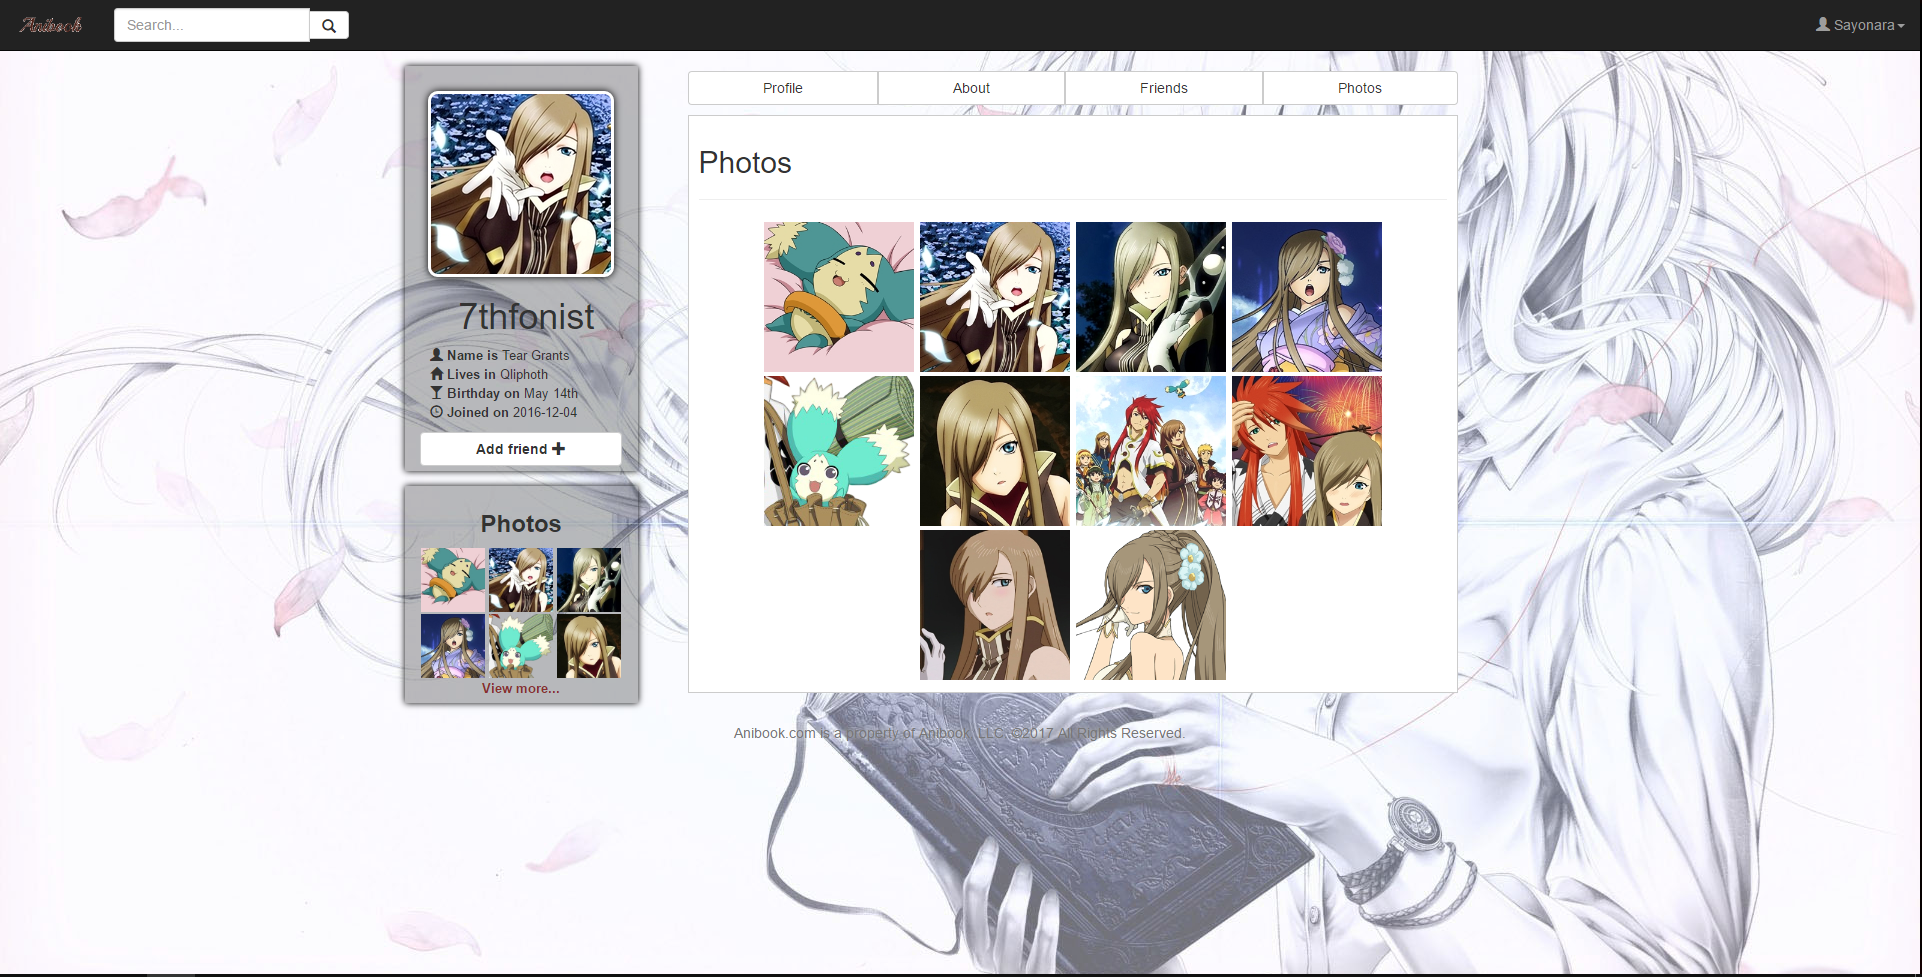 Anibook
Search...
Sayonara
7thfonist
Name is Tear Grants
Lives in Qliphoth
Birthday on May 14th
Joined on 2016-12-04
Add friend
Photos
View more...
Profile
About
Friends
Photos
Photos
Anibook.com is a property of Anibook, LLC. ©2017 All Rights Reserved.